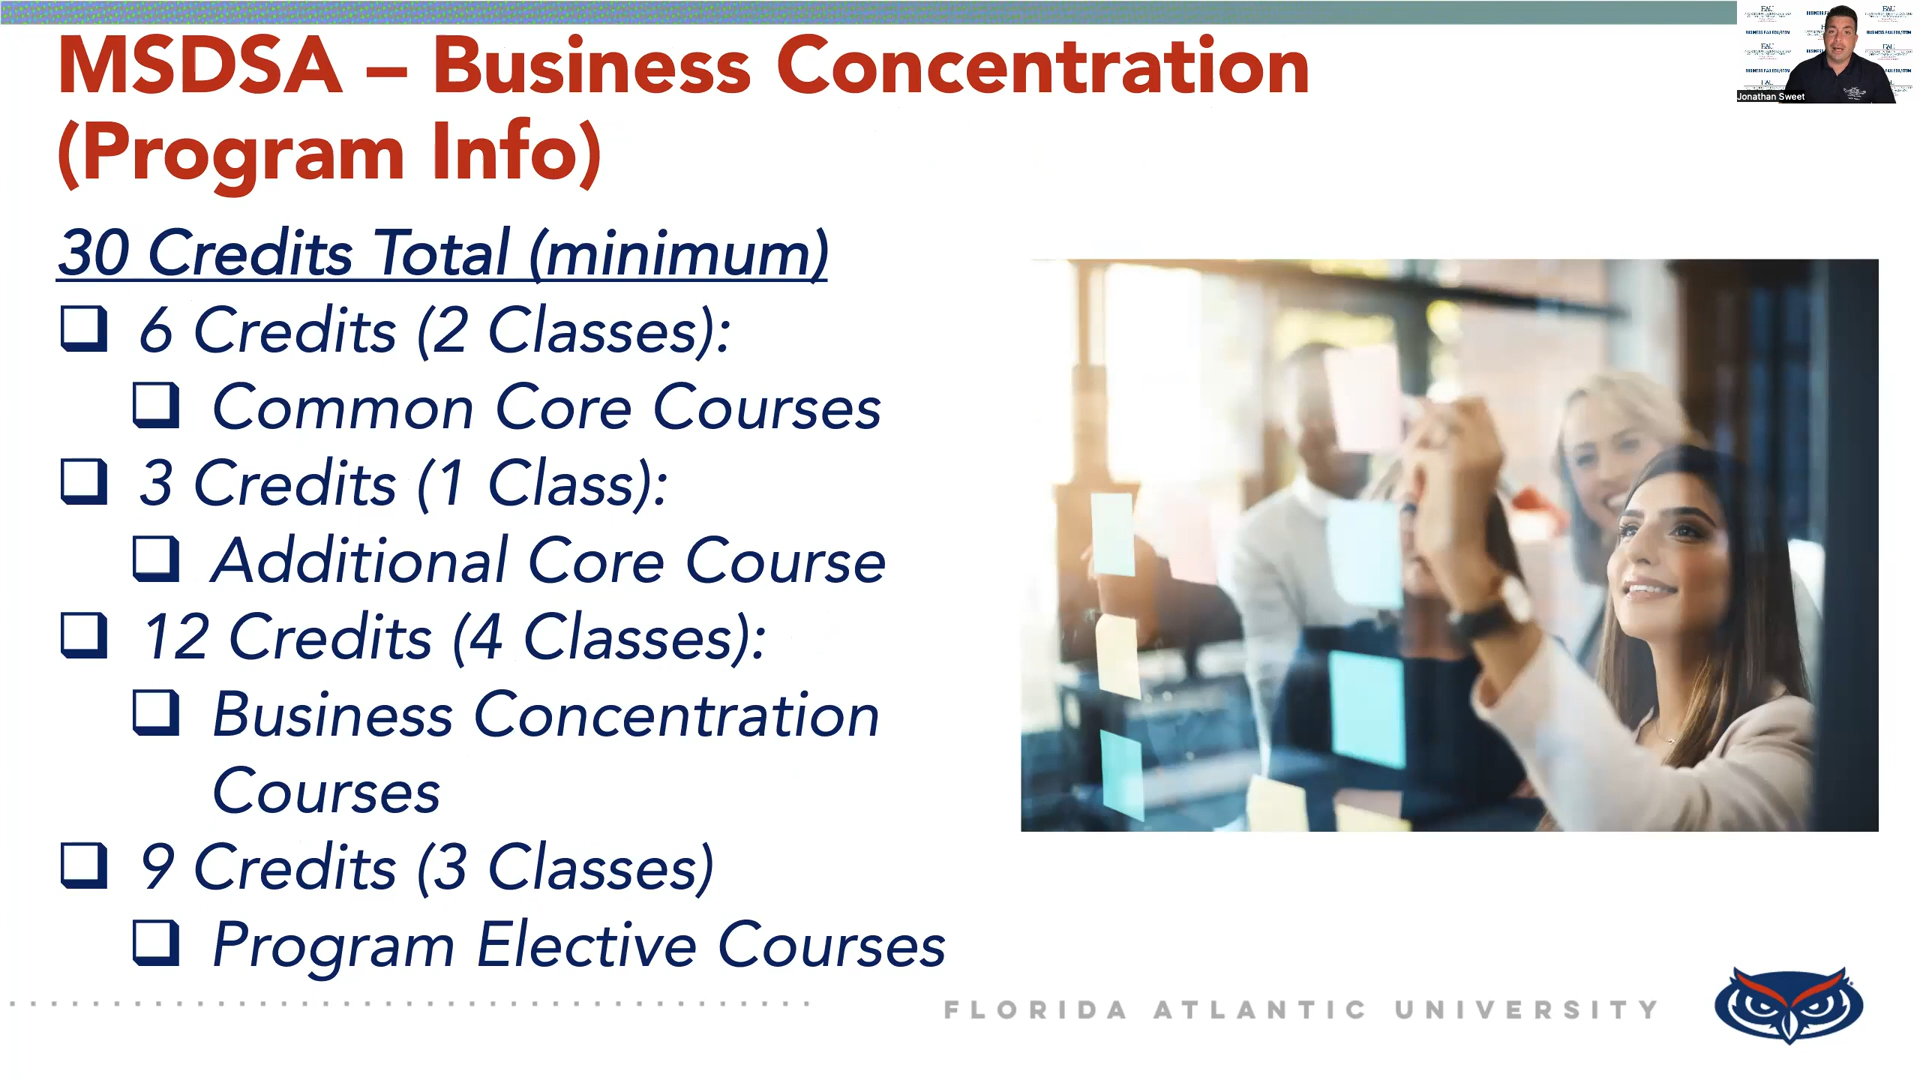 MSDSA – Business Concentration
(Program Info)
30 Credits Total (minimum)
❑ 6 Credits (2 Classes):
❑ Common Core Courses
❑ 3 Credits (1 Class):
❑ Additional Core Course
❑ 12 Credits (4 Classes):
❑ Business Concentration
Courses
❑ 9 Credits (3 Classes)
❑ Program Elective Courses
FLORIDA ATLANTIC UNIVERSITY
Jonathan Sweet